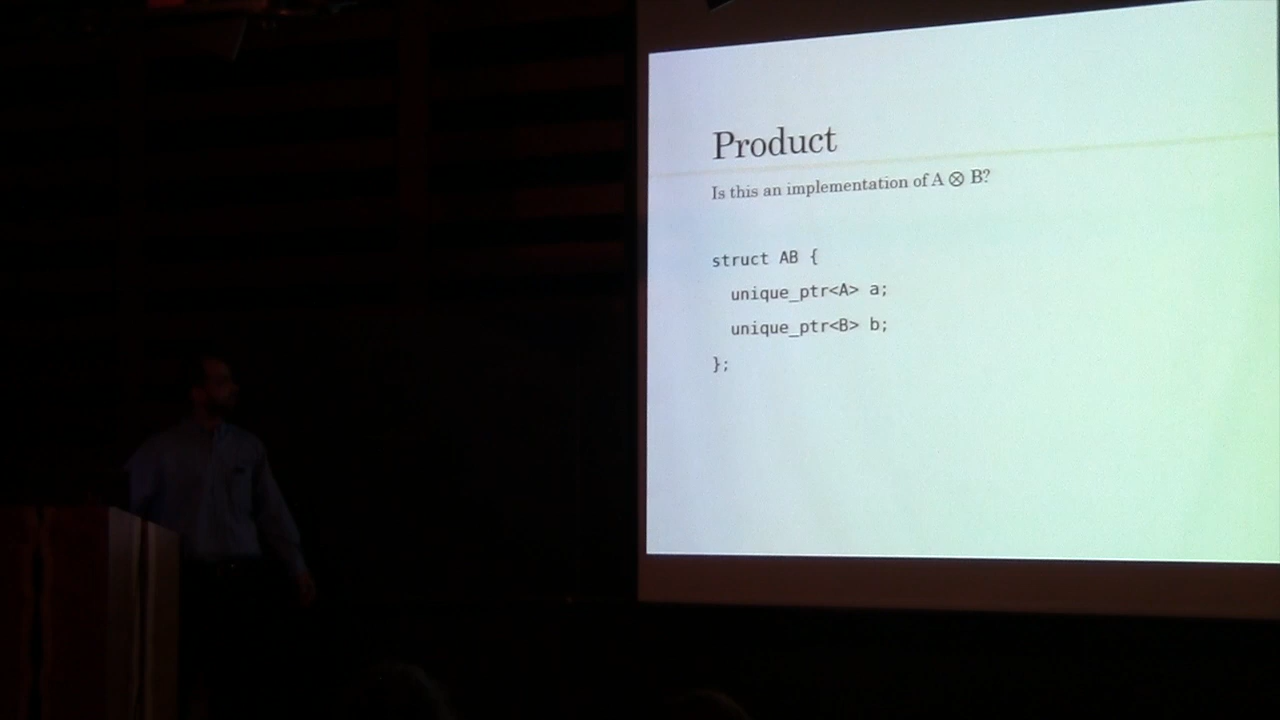 Product
Is this an implementation of A ⊗ B?
struct AB {
unique_ptr<A> a;
unique_ptr<B> b;
};